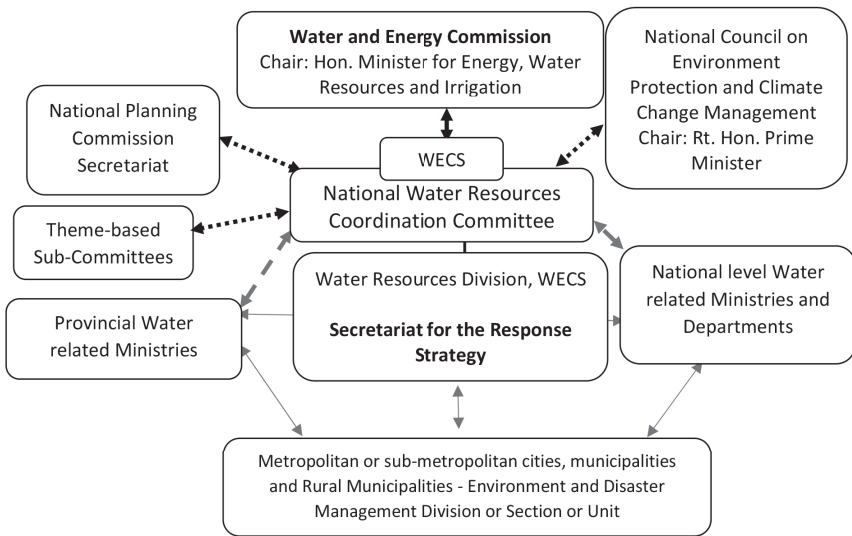 Water and Energy Commission
Chair: Hon. Minister for Energy, Water
Resources and Irrigation
National Council on
Environment
Protection and Climate
Change Management
Chair: Rt. Hon. Prime
Minister
National Planning
Commission
Secretariat
WECS
National Water Resources
Coordination Committee
Theme-based
Sub-Committees
Water Resources Division, WECS
Secretariat for the Response
Strategy
National level Water
related Ministries and
Departments
Provincial Water
related Ministries
Metropolitan or sub-metropolitan cities, municipalities
and Rural Municipalities - Environment and Disaster
Management Division or Section or Unit